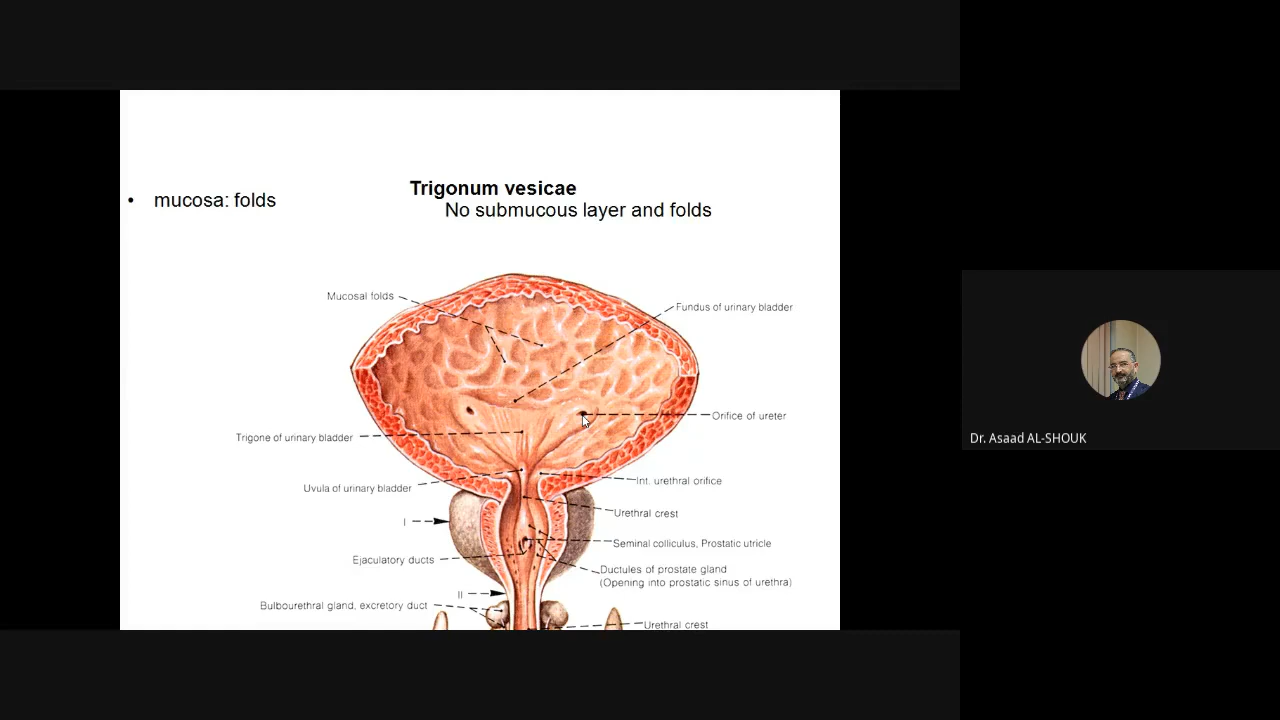 • mucosa: folds
Trigonum vesicae
No submucous layer and folds
Mucosal folds
Fundus of urinary bladder
Orifice of ureter
Trigone of urinary bladder
Uvula of urinary bladder
Int. urethral orifice
Urethral crest
I
Seminal colliculus, Prostatic utricle
Ejaculatory ducts
Ductules of prostate gland
(Opening into prostatic sinus of urethra)
II
Bulbourethral gland, excretory duct
Urethral crest
Dr. Asaad AL-SHOUK